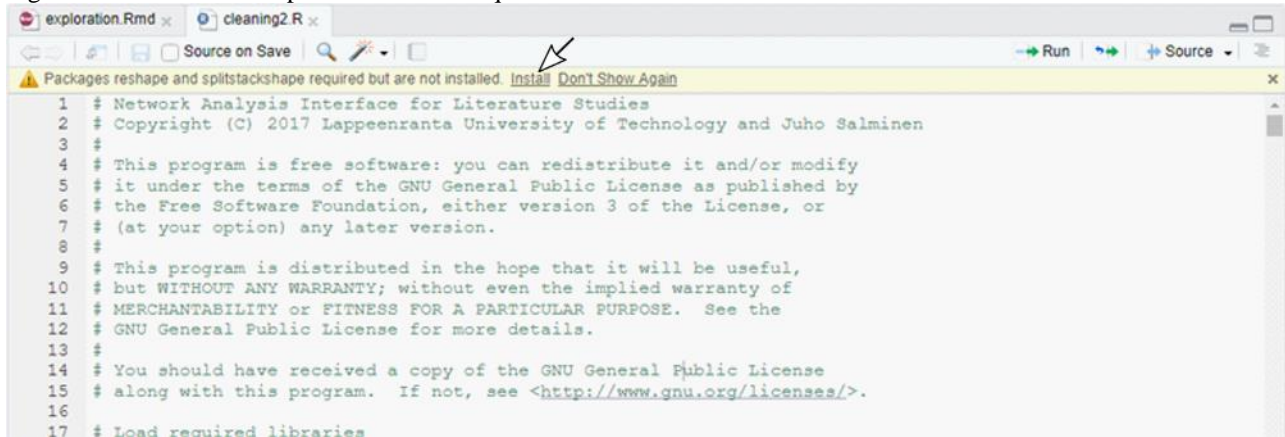 exploration.Rmd × cleaning2.R ×
Source on Save Run Source
Packages reshape and splitstackshape required but are not installed. Install Don't Show Again ×
1 # Network Analysis Interface for Literature Studies
2 # Copyright (C) 2017 Lappeenranta University of Technology and Juho Salminen
3 #
4 # This program is free software: you can redistribute it and/or modify
5 # it under the terms of the GNU General Public License as published by
6 # the Free Software Foundation, either version 3 of the License, or
7 # (at your option) any later version.
8 #
9 # This program is distributed in the hope that it will be useful,
10 # but WITHOUT ANY WARRANTY; without even the implied warranty of
11 # MERCHANTABILITY or FITNESS FOR A PARTICULAR PURPOSE.  See the
12 # GNU General Public License for more details.
13 #
14 # You should have received a copy of the GNU General Public License
15 # along with this program.  If not, see <http://www.gnu.org/licenses/>.
16
17 # Load required libraries